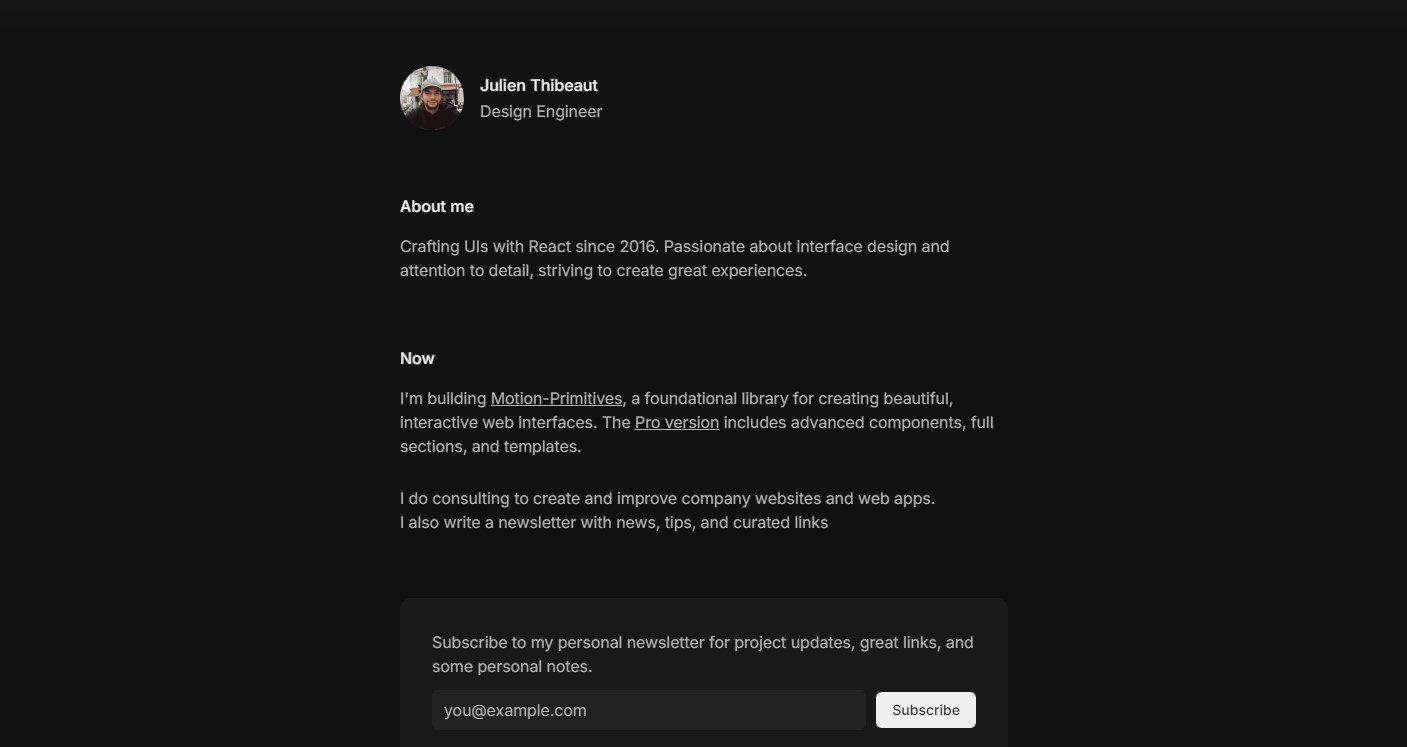 Julien Thibeaut
Design Engineer
About me
Crafting UIs with React since 2016. Passionate about interface design and
attention to detail, striving to create great experiences.
Now
I'm building Motion-Primitives, a foundational library for creating beautiful,
interactive web interfaces. The Pro version includes advanced components, full
sections, and templates.
I do consulting to create and improve company websites and web apps.
I also write a newsletter with news, tips, and curated links
Subscribe to my personal newsletter for project updates, great links, and
some personal notes.
you@example.com
Subscribe